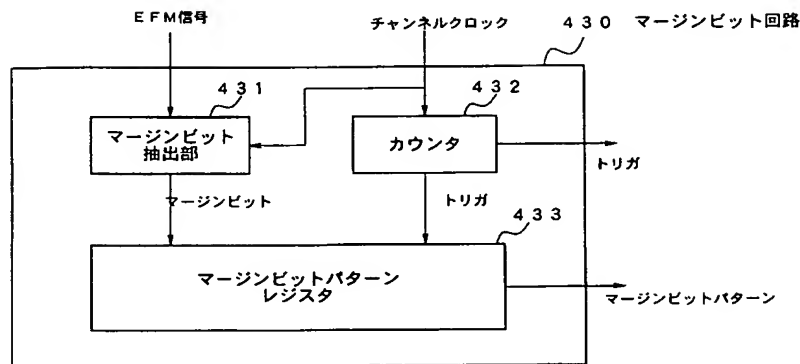 EFM信号
チャンネルクロック
430 マージンビット回路
431
432
マージンビット
抽出部
カウンタ
トリガ
マージンビット
トリガ
433
マージンビットパターン
レジスタ
マージンビットパターン